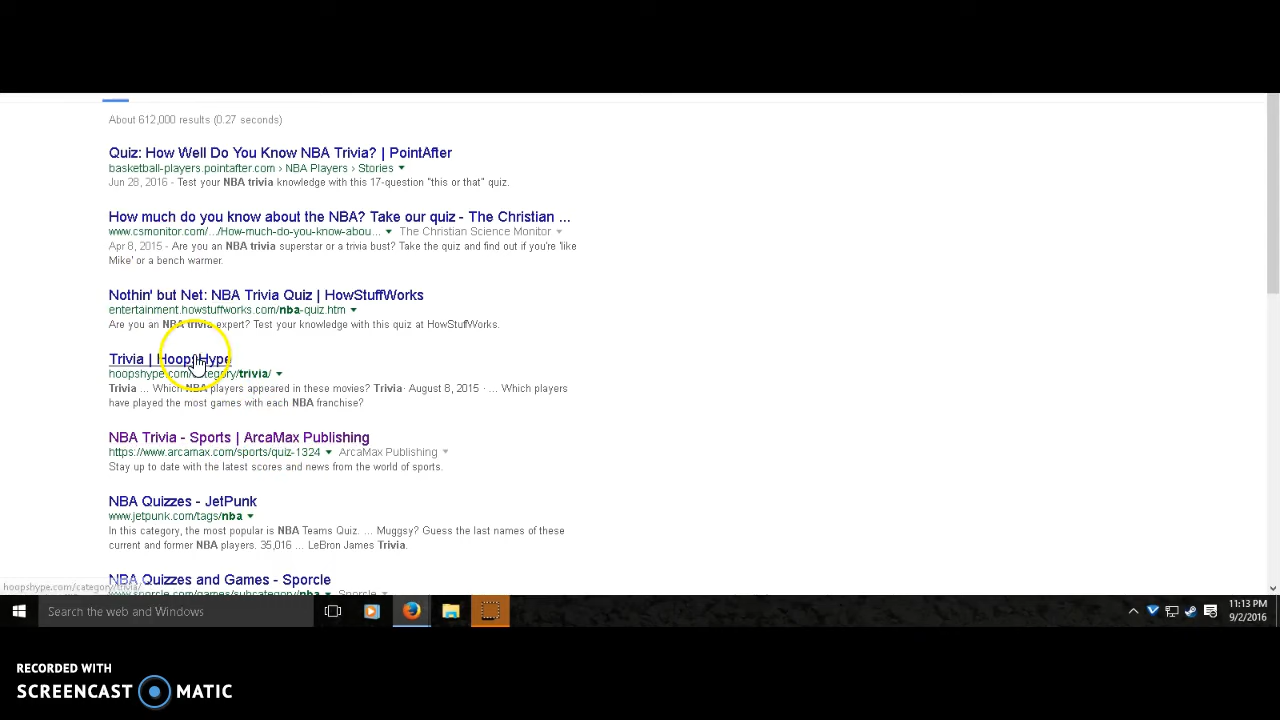 About 612,000 results (0.27 seconds)
Quiz: How Well Do You Know NBA Trivia? | PointAfter
basketball-players.pointafter.com › NBA Players › Stories
Jun 28, 2016 - Test your NBA trivia knowledge with this 17-question "this or that" quiz.
How much do you know about the NBA? Take our quiz - The Christian ...
www.csmonitor.com/.../How-much-do-you-know-abou... The Christian Science Monitor
Apr 8, 2015 - Are you an NBA trivia superstar or a trivia bust? Take the quiz and find out if you're 'like
Mike' or a bench warmer.
Nothin' but Net: NBA Trivia Quiz | HowStuffWorks
entertainment.howstuffworks.com/nba-quiz.htm
Are you an NBA trivia expert? Test your knowledge with this quiz at HowStuffWorks.
Trivia | HoopsHype
hoopshype.com/category/trivia/
Trivia ... Which NBA players appeared in these movies? Trivia· August 8, 2015 · ... Which players
have played the most games with each NBA franchise?
NBA Trivia - Sports | ArcaMax Publishing
https://www.arcamax.com/sports/quiz-1324 ArcaMax Publishing
Stay up to date with the latest scores and news from the world of sports.
NBA Quizzes - JetPunk
www.jetpunk.com/tags/nba
In this category, the most popular is NBA Teams Quiz. ... Muggsy? Guess the last names of these
current and former NBA players. 35,016 ... LeBron James Trivia.
NBA Quizzes and Games - Sporcle
www.sporcle.com/games/subcategory/nba Sporcle
hoopshype.com/category/trivia/
Search the web and Windows
11:13 PM
9/2/2016
RECORDED WITH
SCREENCAST MATIC